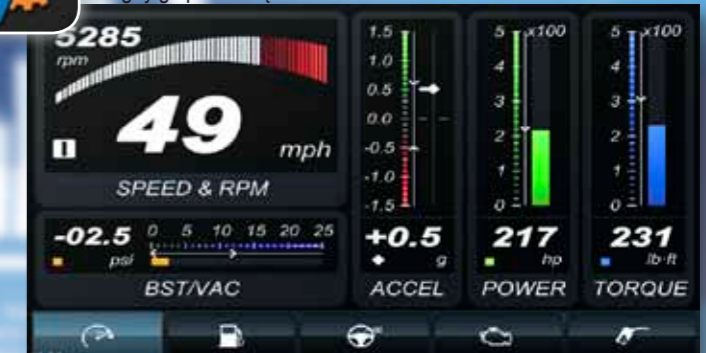 5285
rpm
1
49
mph
SPEED & RPM
-02.5
0 5 10 15 20 25
psi
BST/VAC
1.5
1.0
0.5
0.0
-0.5
-1.0
-1.5
+0.5
g
ACCEL
5 x100
4
3
2
1
0
217
hp
POWER
5 x100
4
3
2
1
0
231
lb·ft
TORQUE